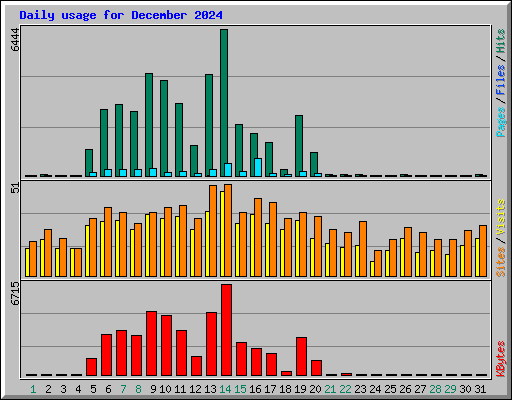 Daily usage for December 2024
6444
51
6715
Pages / Files / Hits
Sites / Visits
KBytes
1 2 3 4 5 6 7 8 9 10 11 12 13 14 15 16 17 18 19 20 21 22 23 24 25 26 27 28 29 30 31